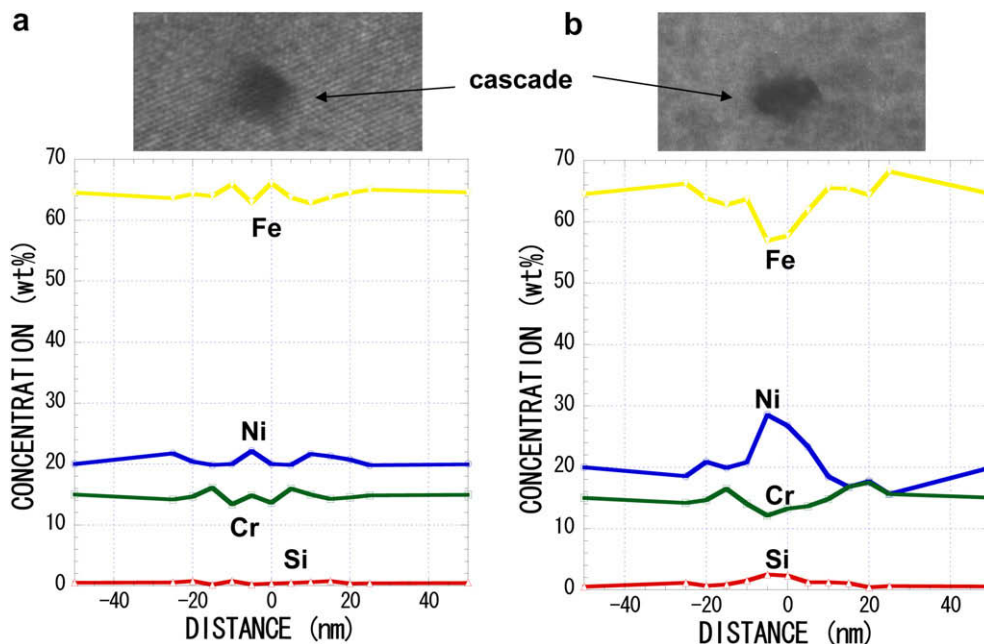 a
b
cascade
CONCENTRATION (wt%)
70
60
50
40
30
20
10
0
Fe
Ni
Cr
Si
-40
-20
0
20
40
DISTANCE (nm)
CONCENTRATION (wt%)
70
60
50
40
30
20
10
0
Fe
Ni
Cr
Si
-40
-20
0
20
40
DISTANCE (nm)